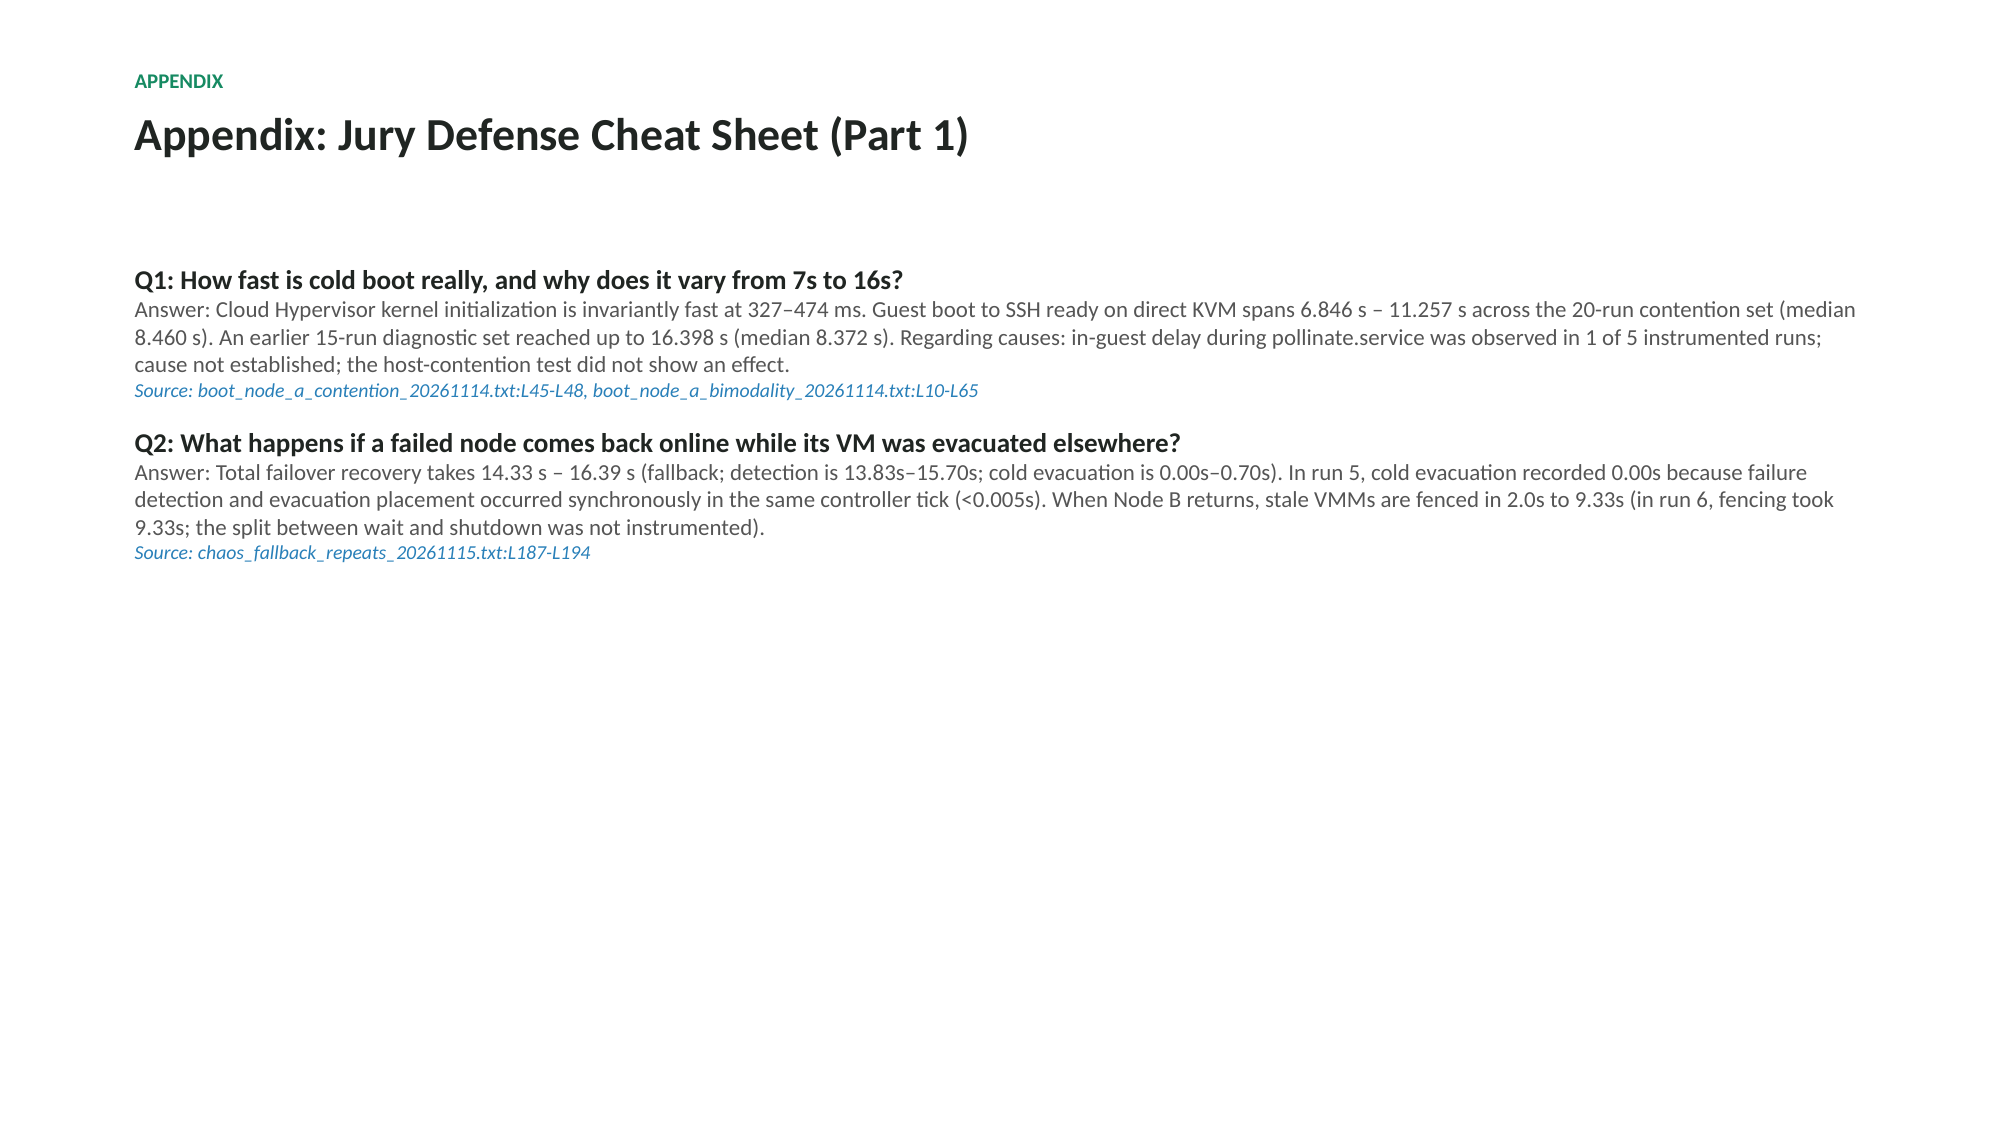 APPENDIX
Appendix: Jury Defense Cheat Sheet (Part 1)
Q1: How fast is cold boot really, and why does it vary from 7s to 16s?
Answer: Cloud Hypervisor kernel initialization is invariantly fast at 327–474 ms. Guest boot to SSH ready on direct KVM spans 6.846 s – 11.257 s across the 20-run contention set (median
8.460 s). An earlier 15-run diagnostic set reached up to 16.398 s (median 8.372 s). Regarding causes: in-guest delay during pollinate.service was observed in 1 of 5 instrumented runs;
cause not established; the host-contention test did not show an effect.
Source: boot_node_a_contention_20261114.txt:L45-L48, boot_node_a_bimodality_20261114.txt:L10-L65
Q2: What happens if a failed node comes back online while its VM was evacuated elsewhere?
Answer: Total failover recovery takes 14.33 s – 16.39 s (fallback; detection is 13.83s–15.70s; cold evacuation is 0.00s–0.70s). In run 5, cold evacuation recorded 0.00s because failure
detection and evacuation placement occurred synchronously in the same controller tick (<0.005s). When Node B returns, stale VMMs are fenced in 2.0s to 9.33s (in run 6, fencing took
9.33s; the split between wait and shutdown was not instrumented).
Source: chaos_fallback_repeats_20261115.txt:L187-L194